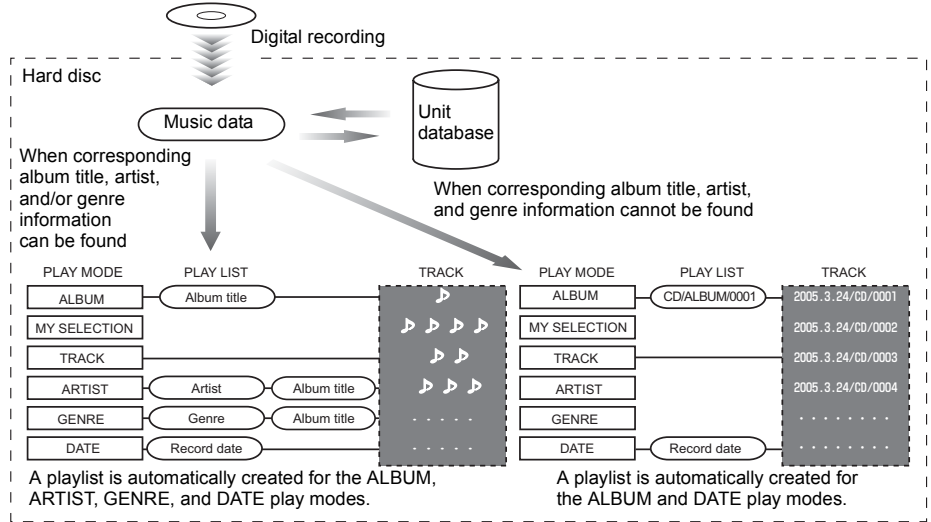 Digital recording
Hard disc
Music data
Unit
database
When corresponding
album title, artist,
and/or genre
information
can be found
When corresponding album title, artist,
and genre information cannot be found
PLAY MODE PLAY LIST TRACK
ALBUM Album title
MY SELECTION
TRACK
ARTIST Artist Album title
GENRE Genre Album title . . . . .
DATE Record date . . . . .
A playlist is automatically created for the ALBUM,
ARTIST, GENRE, and DATE play modes.
PLAY MODE PLAY LIST TRACK
ALBUM CD/ALBUM/0001 2005.3.24/CD/0001
MY SELECTION 2005.3.24/CD/0002
TRACK 2005.3.24/CD/0003
ARTIST 2005.3.24/CD/0004
GENRE . . . . . . . .
DATE Record date . . . . . . . .
A playlist is automatically created for
the ALBUM and DATE play modes.